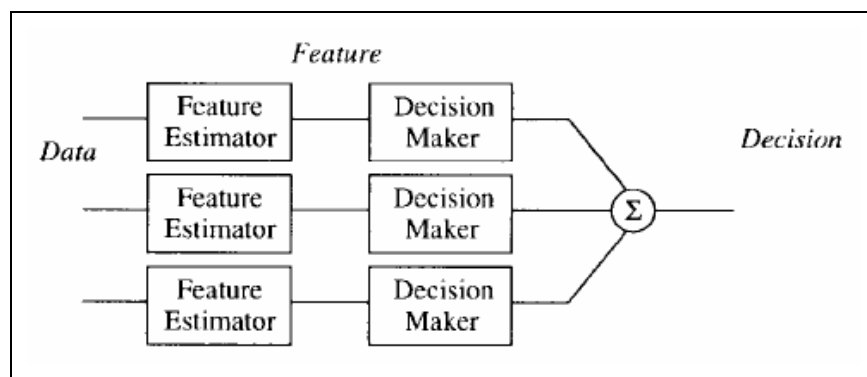 Feature
Feature
Estimator
Decision
Maker
Data
Decision
Feature
Estimator
Decision
Maker
Σ
Feature
Estimator
Decision
Maker